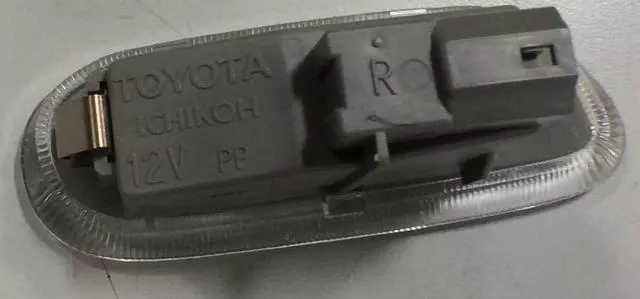 TOYOTA
ICHIKOH
12V PP
R